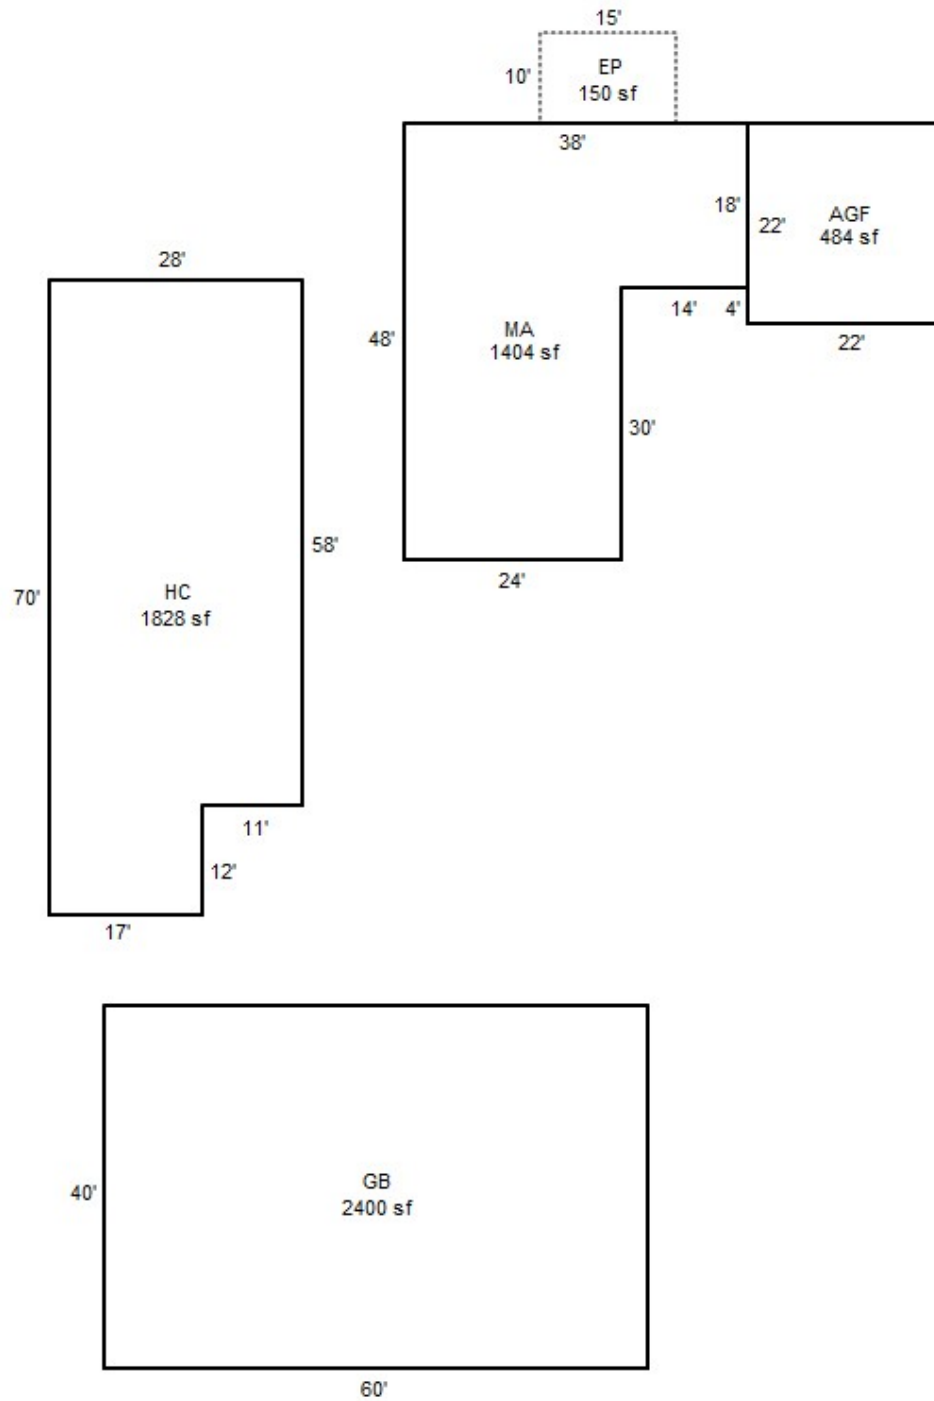 15'
10'
EP
150 sf
38'
18'
22'
AGF
484 sf
28'
14'
4'
48'
MA
1404 sf
22'
30'
58'
24'
70'
HC
1828 sf
11'
12'
17'
40'
GB
2400 sf
60'